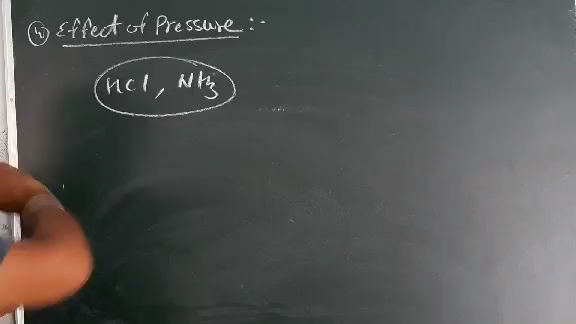 (4) Effect of Pressure :-
HCl, NH3